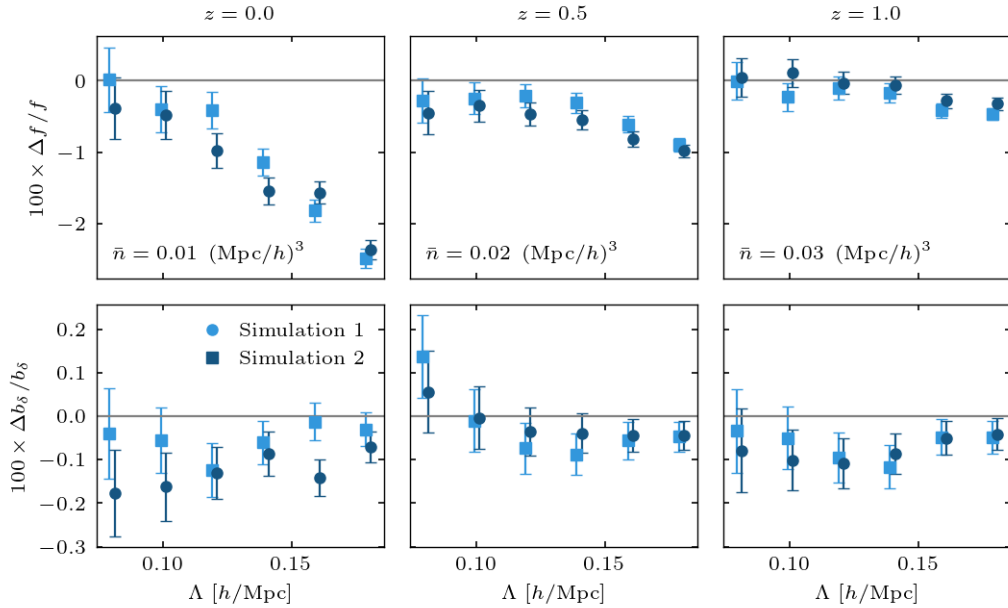 z = 0.0
z = 0.5
z = 1.0
100 × Δf/f
0
−1
−2
n̄ = 0.01 (Mpc/h)³
n̄ = 0.02 (Mpc/h)³
n̄ = 0.03 (Mpc/h)³
100 × Δb_δ/b_δ
0.2
0.1
0.0
−0.1
−0.2
−0.3
Simulation 1
Simulation 2
0.10 0.15
0.10 0.15
0.10 0.15
Λ [h/Mpc]
Λ [h/Mpc]
Λ [h/Mpc]